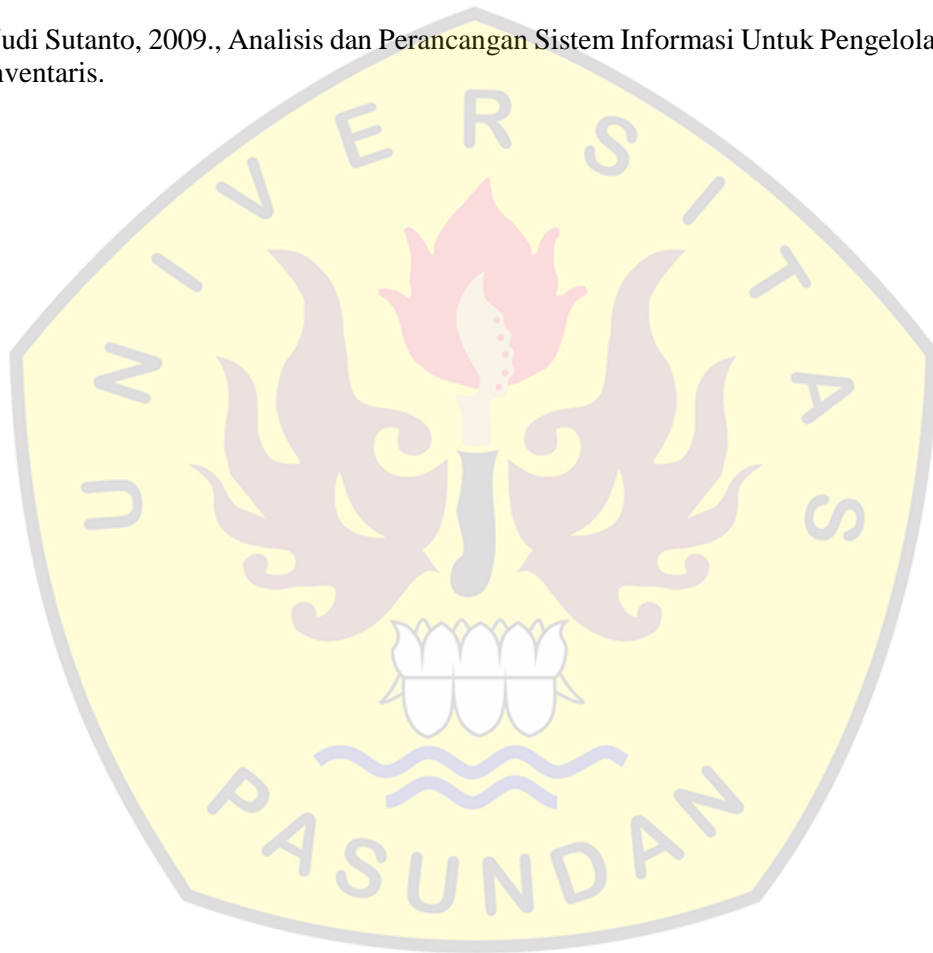 udi Sutanto, 2009., Analisis dan Perancangan Sistem Informasi Untuk Pengelola
nventaris.
UNIVERSITAS
PASUNDAN